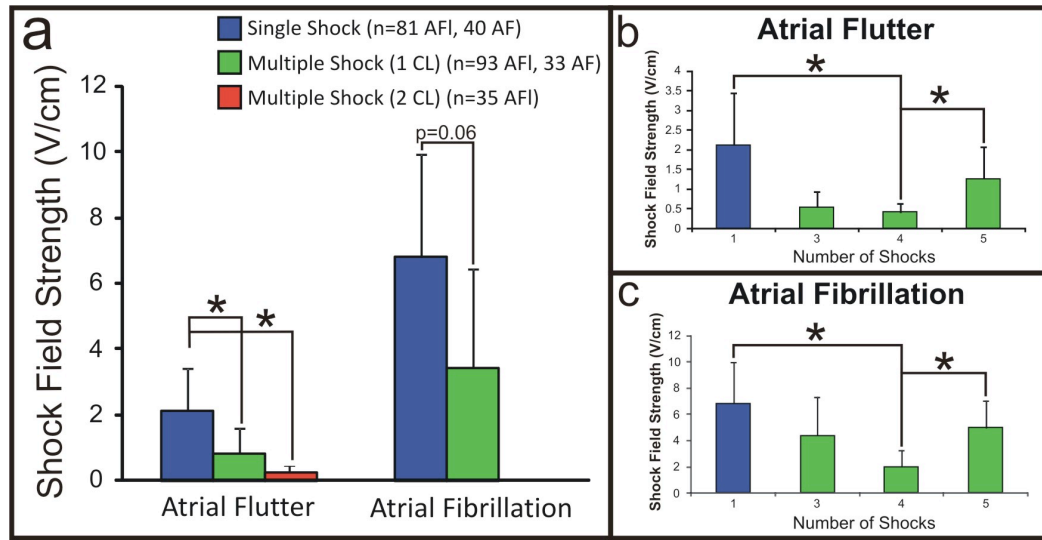 a
Single Shock (n=81 AFl, 40 AF)
Multiple Shock (1 CL) (n=93 AFl, 33 AF)
Multiple Shock (2 CL) (n=35 AFl)
Shock Field Strength (V/cm)
12
10
8
6
4
2
0
p=0.06
*
*
Atrial Flutter
Atrial Fibrillation
b
Atrial Flutter
Shock Field Strength (V/cm)
4
3.5
3
2.5
2
1.5
1
0.5
0
*
*
1 3 4 5
Number of Shocks
c
Atrial Fibrillation
Shock Field Strength (V/cm)
12
10
8
6
4
2
0
*
*
1 3 4 5
Number of Shocks